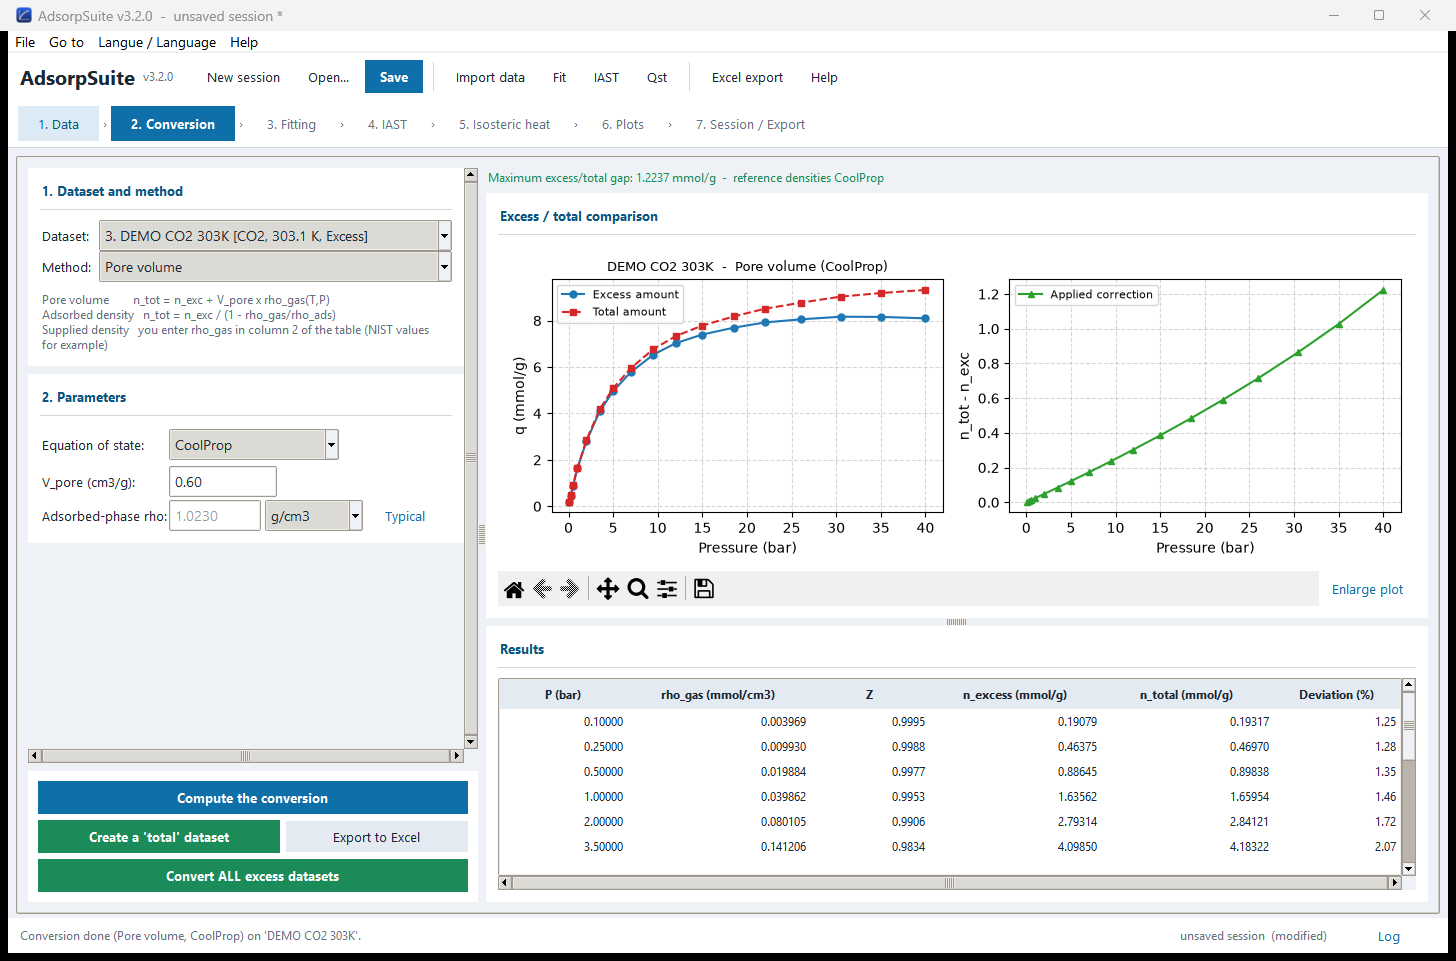 AdsorpSuite v3.2.0 - unsaved session *
File Go to Langue / Language Help
AdsorpSuite v3.2.0 New session Open... Save Import data Fit IAST Qst Excel export Help
1. Data › 2. Conversion › 3. Fitting › 4. IAST › 5. Isosteric heat › 6. Plots › 7. Session / Export
1. Dataset and method
Dataset: 3. DEMO CO2 303K [CO2, 303.1 K, Excess]
Method: Pore volume
Pore volume n_tot = n_exc + V_pore x rho_gas(T,P)
Adsorbed density n_tot = n_exc / (1 - rho_gas/rho_ads)
Supplied density you enter rho_gas in column 2 of the table (NIST values
for example)
2. Parameters
Equation of state: CoolProp
V_pore (cm3/g): 0.60
Adsorbed-phase rho: 1.0230 g/cm3 Typical
Compute the conversion
Create a 'total' dataset Export to Excel
Convert ALL excess datasets
Maximum excess/total gap: 1.2237 mmol/g - reference densities CoolProp
Excess / total comparison
DEMO CO2 303K - Pore volume (CoolProp)
Excess amount
Total amount
q (mmol/g)
8
6
4
2
0
0 5 10 15 20 25 30 35 40
Pressure (bar)
Applied correction
n_tot - n_exc
1.2
1.0
0.8
0.6
0.4
0.2
0.0
0 5 10 15 20 25 30 35 40
Pressure (bar)
Enlarge plot
Results
P (bar) rho_gas (mmol/cm3) Z n_excess (mmol/g) n_total (mmol/g) Deviation (%)
0.10000 0.003969 0.9995 0.19079 0.19317 1.25
0.25000 0.009930 0.9988 0.46375 0.46970 1.28
0.50000 0.019884 0.9977 0.88645 0.89838 1.35
1.00000 0.039862 0.9953 1.63562 1.65954 1.46
2.00000 0.080105 0.9906 2.79314 2.84121 1.72
3.50000 0.141206 0.9834 4.09850 4.18322 2.07
Conversion done (Pore volume, CoolProp) on 'DEMO CO2 303K'. unsaved session (modified) Log